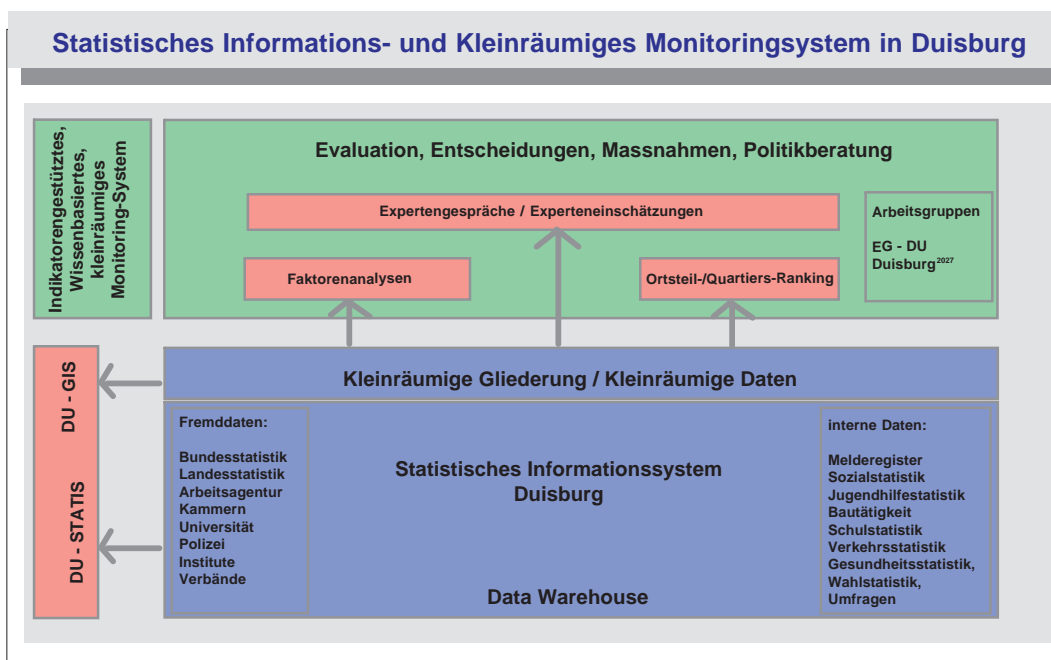 Statistisches Informations- und Kleinräumiges Monitoringsystem in Duisburg
Indikatorengestütztes,
Wissenbasiertes,
kleinräumiges
Monitoring-System
Evaluation, Entscheidungen, Massnahmen, Politikberatung
Expertengespräche / Experteneinschätzungen
Faktorenanalysen
Ortsteil-/Quartiers-Ranking
Arbeitsgruppen
EG - DU
Duisburg²⁰²⁷
DU - GIS
DU - STATIS
Kleinräumige Gliederung / Kleinräumige Daten
Fremddaten:
Bundesstatistik
Landesstatistik
Arbeitsagentur
Kammern
Universität
Polizei
Institute
Verbände
Statistisches Informationssystem
Duisburg
Data Warehouse
interne Daten:
Melderegister
Sozialstatistik
Jugendhilfestatistik
Bautätigkeit
Schulstatistik
Verkehrsstatistik
Gesundheitsstatistik,
Wahlstatistik,
Umfragen